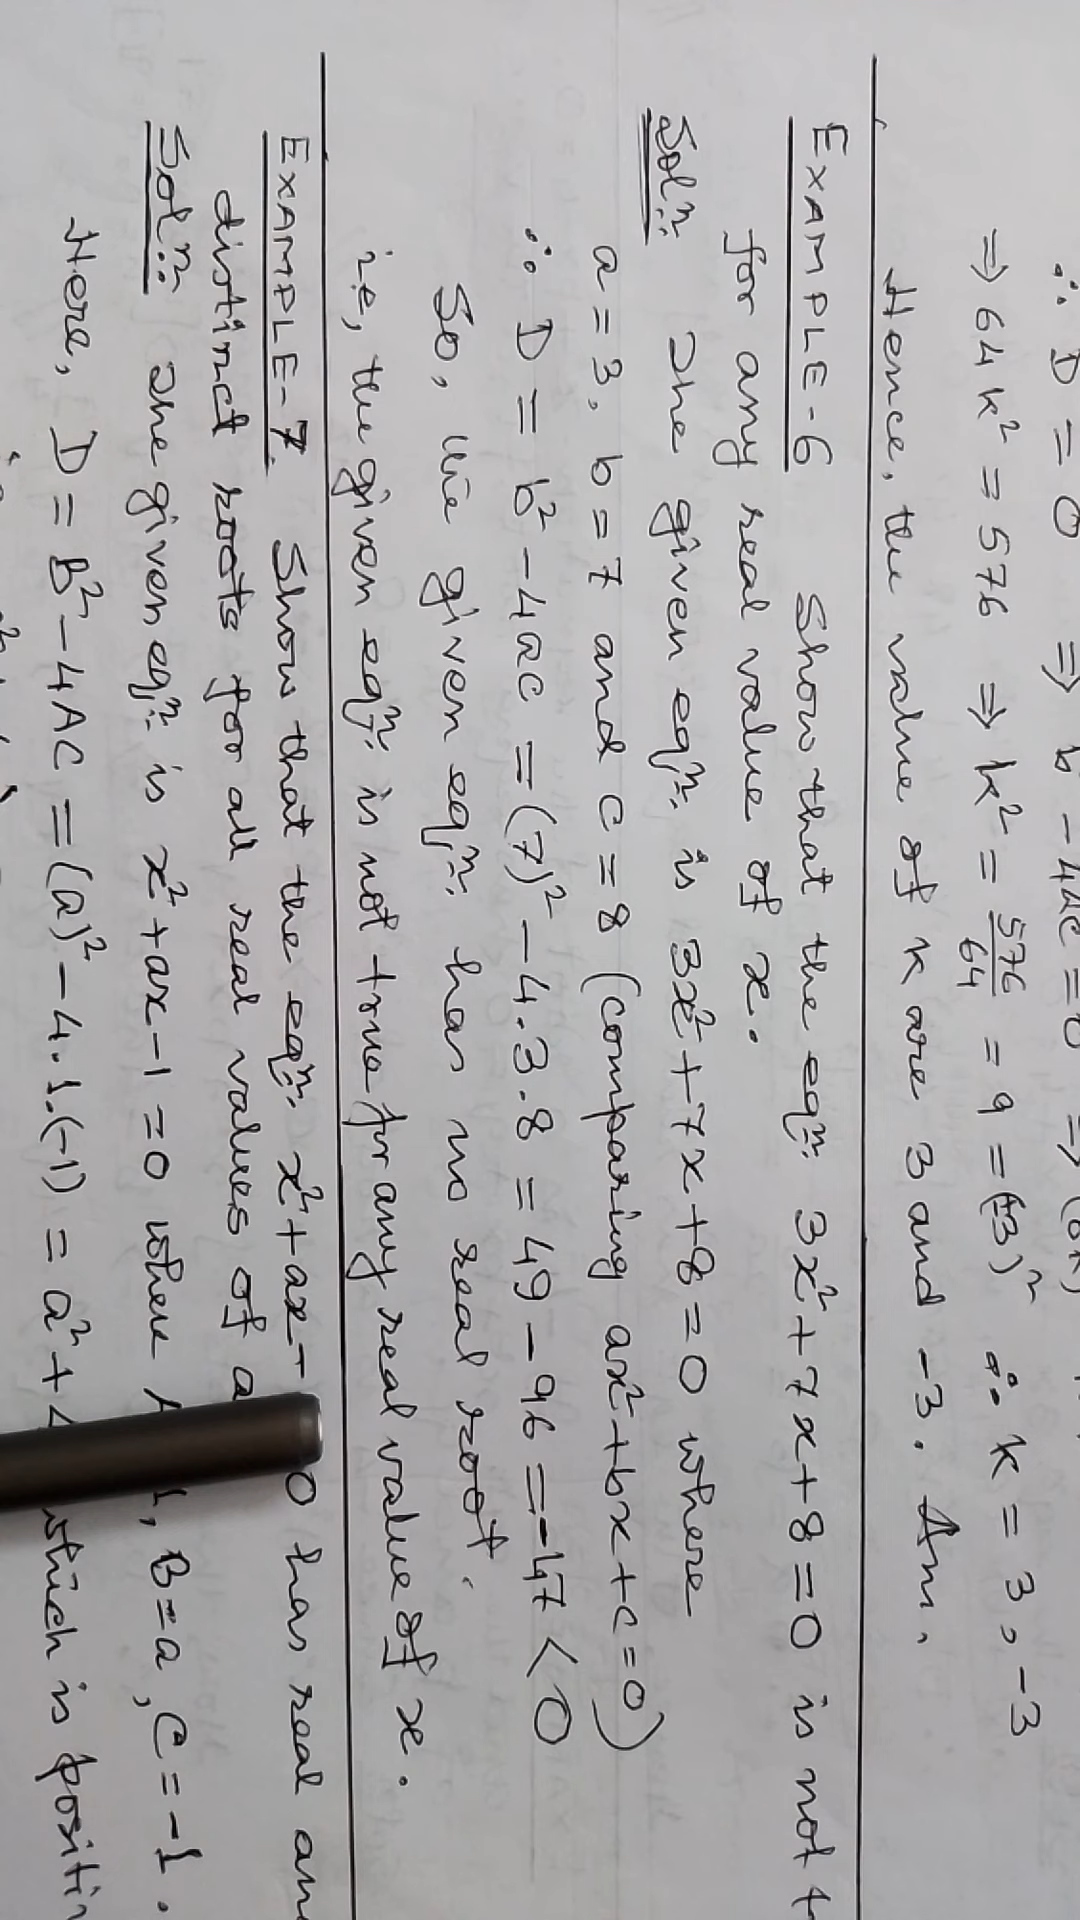 ∴ D = 0 ⇒ b - 4ac = 0 ⇒
⇒ 64k² = 576 ⇒ k² = 576/64 = 9 = (±3)² ∴ k = 3, -3
Hence, the value of k are 3 and -3. Ans.
EXAMPLE-6 Show that the eqⁿ. 3x² + 7x + 8 = 0 is not
for any real value of x.
Solⁿ: The given eqⁿ. is 3x² + 7x + 8 = 0 where
a = 3, b = 7 and c = 8 (comparing ax² + bx + c = 0)
∴ D = b² - 4ac = (7)² - 4.3.8 = 49 - 96 = -47 < 0
So, the given eqⁿ. has no real root.
i.e, the given eqⁿ. is not true for any real value of x.
EXAMPLE-7 Show that the eqⁿ. x² + ax - 0 has real an
distinct roots for all real values of a
Solⁿ: The given eqⁿ. is x² + ax - 1 = 0 where 1, B = a, C = -1.
Here, D = B² - 4AC = (a)² - 4.1.(-1) = a² + which is positiv